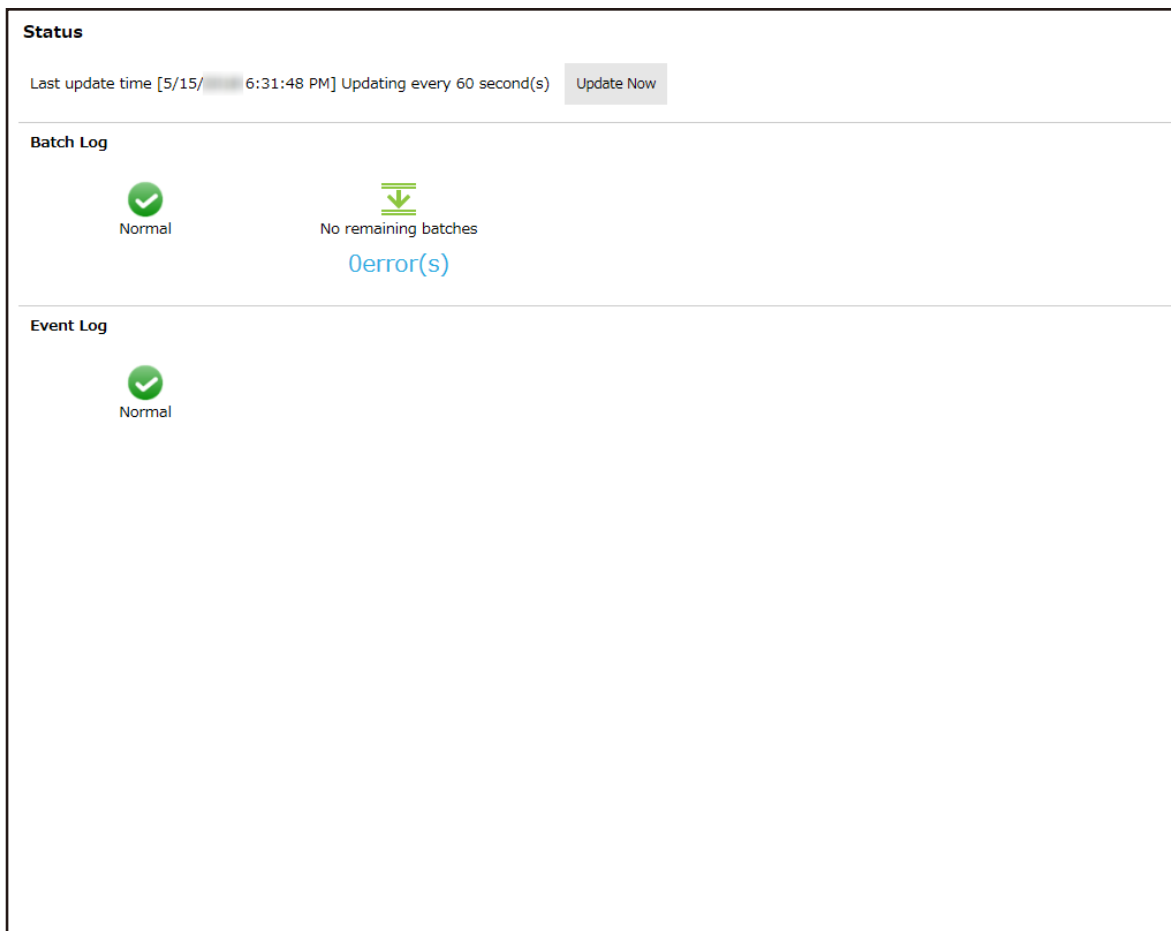 Status
Last update time [5/15/ 6:31:48 PM] Updating every 60 second(s) Update Now
Batch Log
Normal No remaining batches
0error(s)
Event Log
Normal